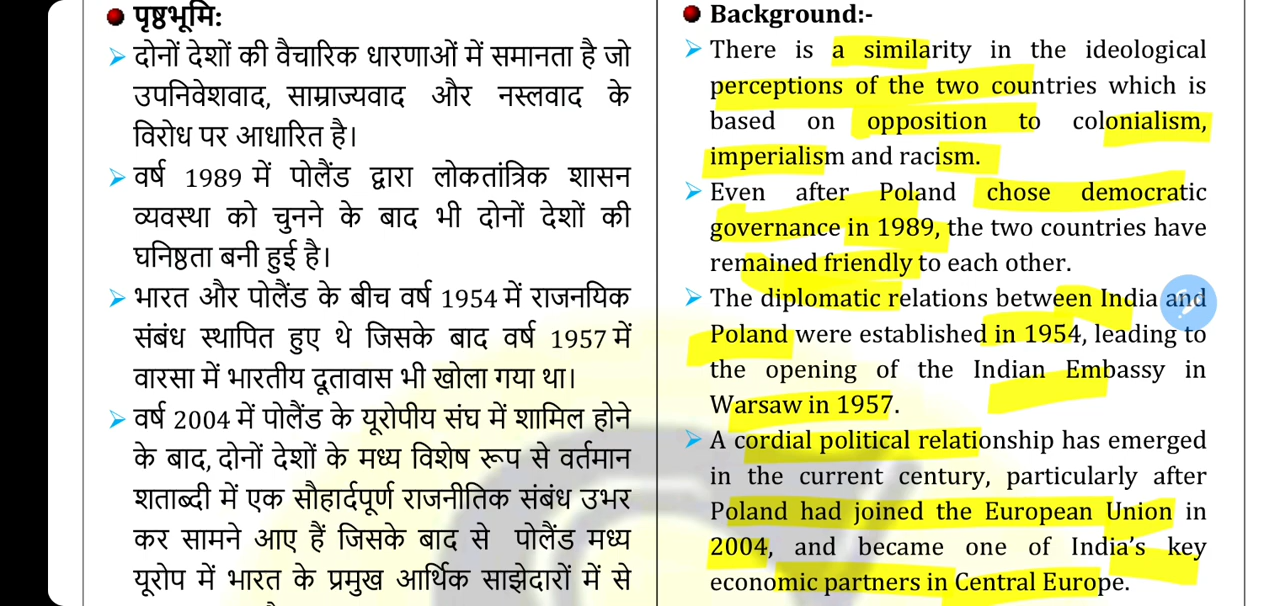 पृष्ठभूमि:
दोनों देशों की वैचारिक धारणाओं में समानता है जो
उपनिवेशवाद, साम्राज्यवाद और नस्लवाद के
विरोध पर आधारित है।
वर्ष 1989 में पोलैंड द्वारा लोकतांत्रिक शासन
व्यवस्था को चुनने के बाद भी दोनों देशों की
घनिष्ठता बनी हुई है।
भारत और पोलैंड के बीच वर्ष 1954 में राजनयिक
संबंध स्थापित हुए थे जिसके बाद वर्ष 1957 में
वारसा में भारतीय दूतावास भी खोला गया था।
वर्ष 2004 में पोलैंड के यूरोपीय संघ में शामिल होने
के बाद, दोनों देशों के मध्य विशेष रूप से वर्तमान
शताब्दी में एक सौहार्दपूर्ण राजनीतिक संबंध उभर
कर सामने आए हैं जिसके बाद से पोलैंड मध्य
यूरोप में भारत के प्रमुख आर्थिक साझेदारों में से
Background:-
There is a similarity in the ideological
perceptions of the two countries which is
based on opposition to colonialism,
imperialism and racism.
Even after Poland chose democratic
governance in 1989, the two countries have
remained friendly to each other.
The diplomatic relations between India and
Poland were established in 1954, leading to
the opening of the Indian Embassy in
Warsaw in 1957.
A cordial political relationship has emerged
in the current century, particularly after
Poland had joined the European Union in
2004, and became one of India's key
economic partners in Central Europe.